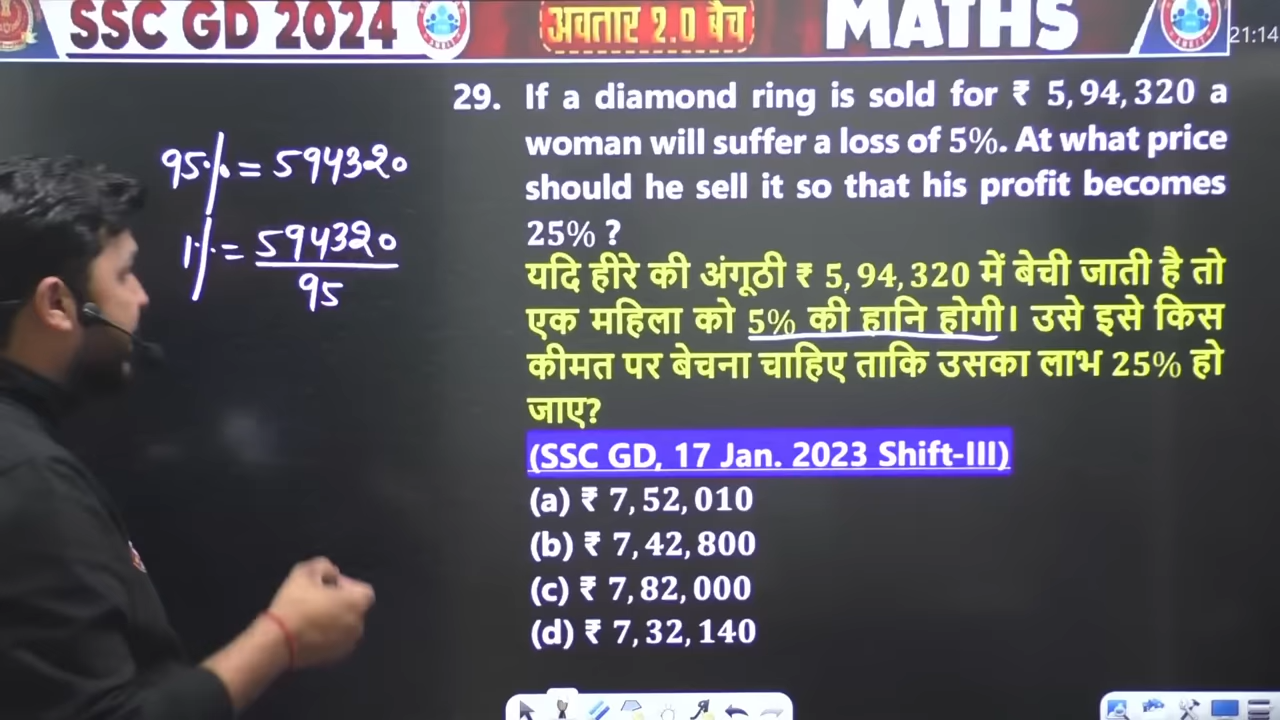 SSC GD 2024
अवतार 2.0 बैच
MATHS
21:14
95% = 594320
1% = 594320
95
29. If a diamond ring is sold for ₹ 5,94,320 a
woman will suffer a loss of 5%. At what price
should he sell it so that his profit becomes
25% ?
यदि हीरे की अंगूठी ₹ 5,94,320 में बेची जाती है तो
एक महिला को 5% की हानि होगी। उसे इसे किस
कीमत पर बेचना चाहिए ताकि उसका लाभ 25% हो
जाए?
(SSC GD, 17 Jan. 2023 Shift-III)
(a) ₹ 7,52,010
(b) ₹ 7,42,800
(c) ₹ 7,82,000
(d) ₹ 7,32,140